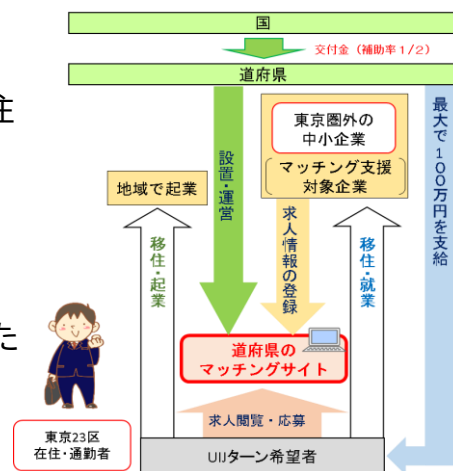 国
交付金（補助率１/２）
道府県
住
東京圏外の
中小企業
マッチング支援
対象企業
地域で起業
設置・運営
求人情報の登録
最大で１００万円を支給
移住・起業
移住・就業
た
道府県の
マッチングサイト
求人閲覧・応募
東京23区
在住・通勤者
UIJターン希望者